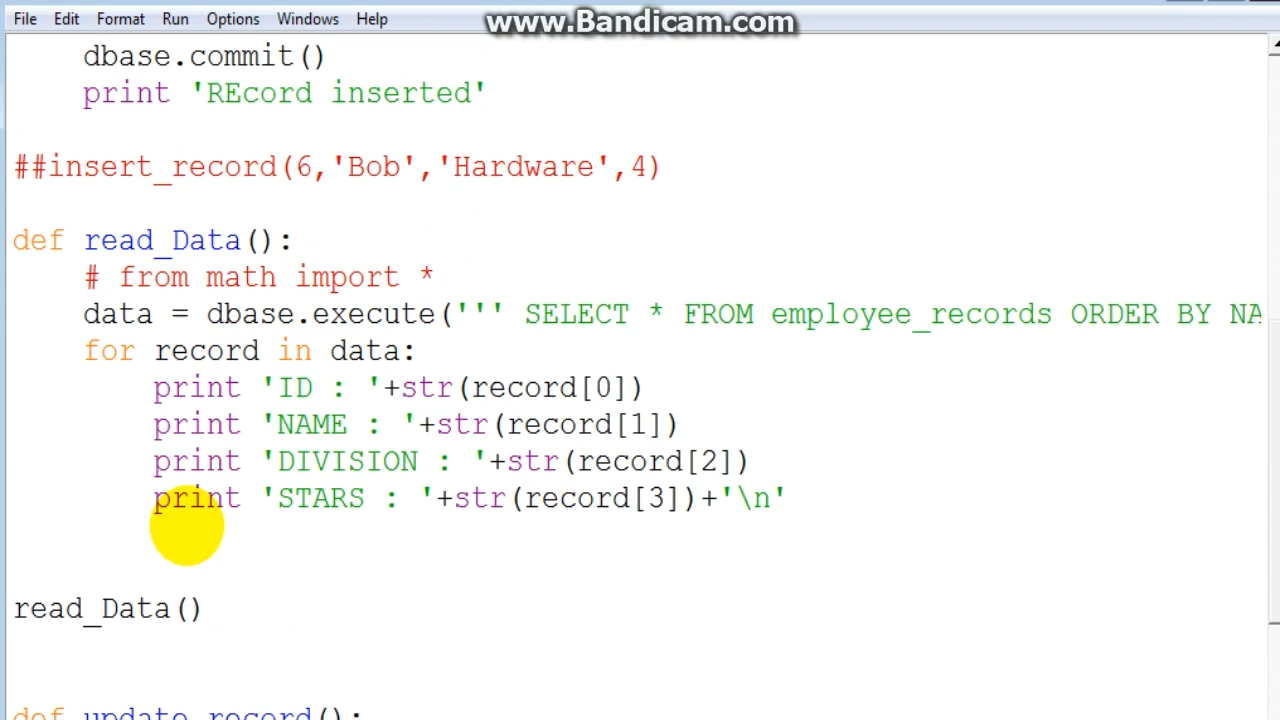 File Edit Format Run Options Windows Help
www.Bandicam.com
    dbase.commit()
    print 'REcord inserted'
##insert_record(6,'Bob','Hardware',4)
def read_Data():
    # from math import *
    data = dbase.execute(''' SELECT * FROM employee_records ORDER BY NA
    for record in data:
        print 'ID : '+str(record[0])
        print 'NAME : '+str(record[1])
        print 'DIVISION : '+str(record[2])
        print 'STARS : '+str(record[3])+'\n'
read_Data()
def update_record():